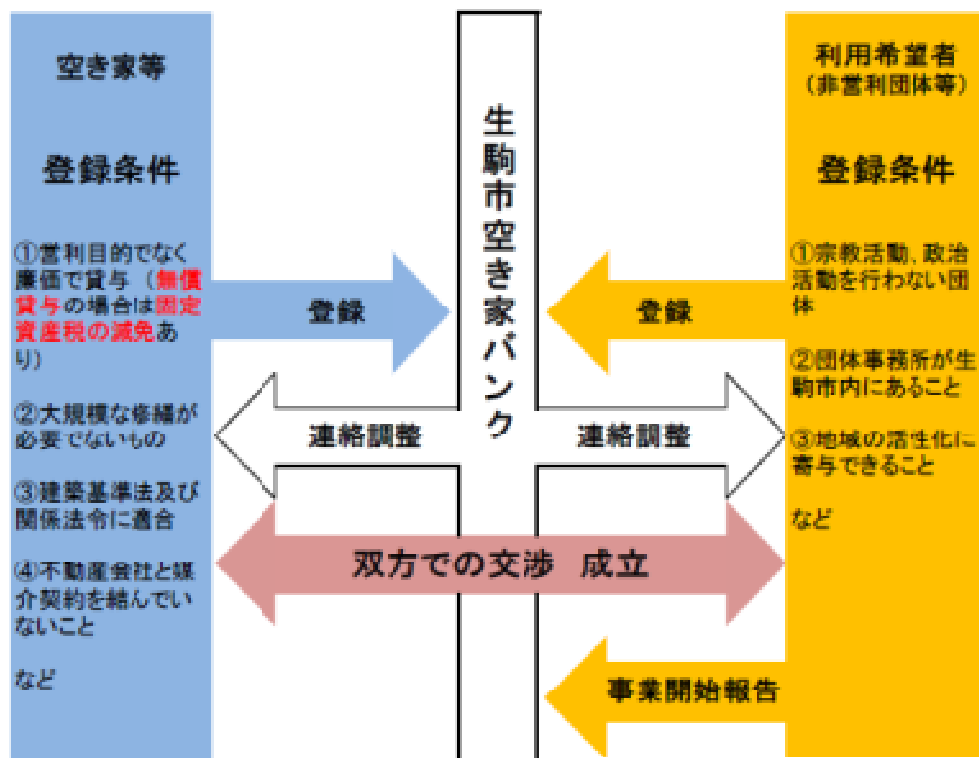 空き家等
登録条件
①営利目的でなく
廉価で貸与（無償
貸与の場合は固定
資産税の減免あ
り）
②大規模な修繕が
必要でないもの
③建築基準法及び
関係法令に適合
④不動産会社と媒
介契約を結んでい
ないこと
など
登録
連絡調整
生駒市空き家バンク
登録
連絡調整
双方での交渉　成立
事業開始報告
利用希望者
（非営利団体等）
登録条件
①宗教活動、政治
活動を行わない団
体
②団体事務所が生
駒市内にあること
③地域の活性化に
寄与できること
など